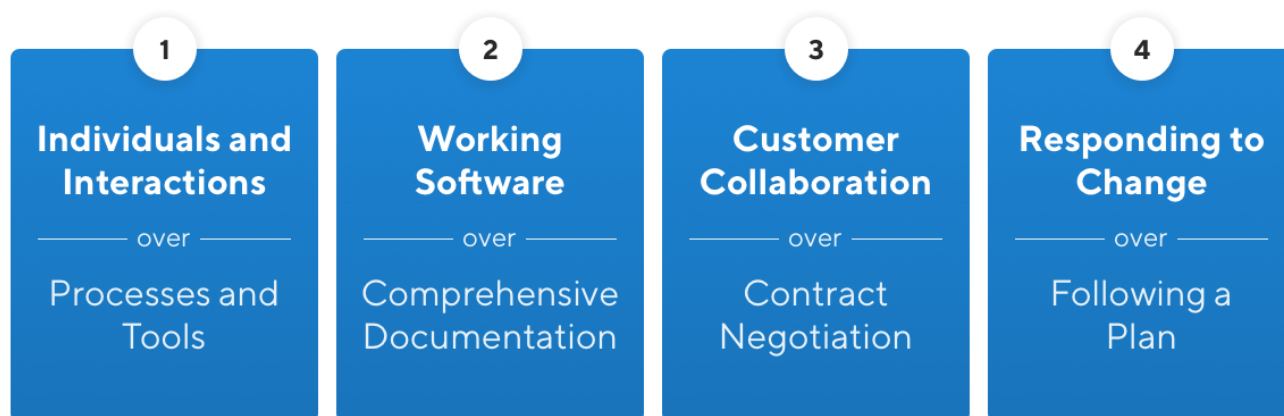 1
Individuals and
Interactions
over
Processes and
Tools
2
Working
Software
over
Comprehensive
Documentation
3
Customer
Collaboration
over
Contract
Negotiation
4
Responding to
Change
over
Following a
Plan